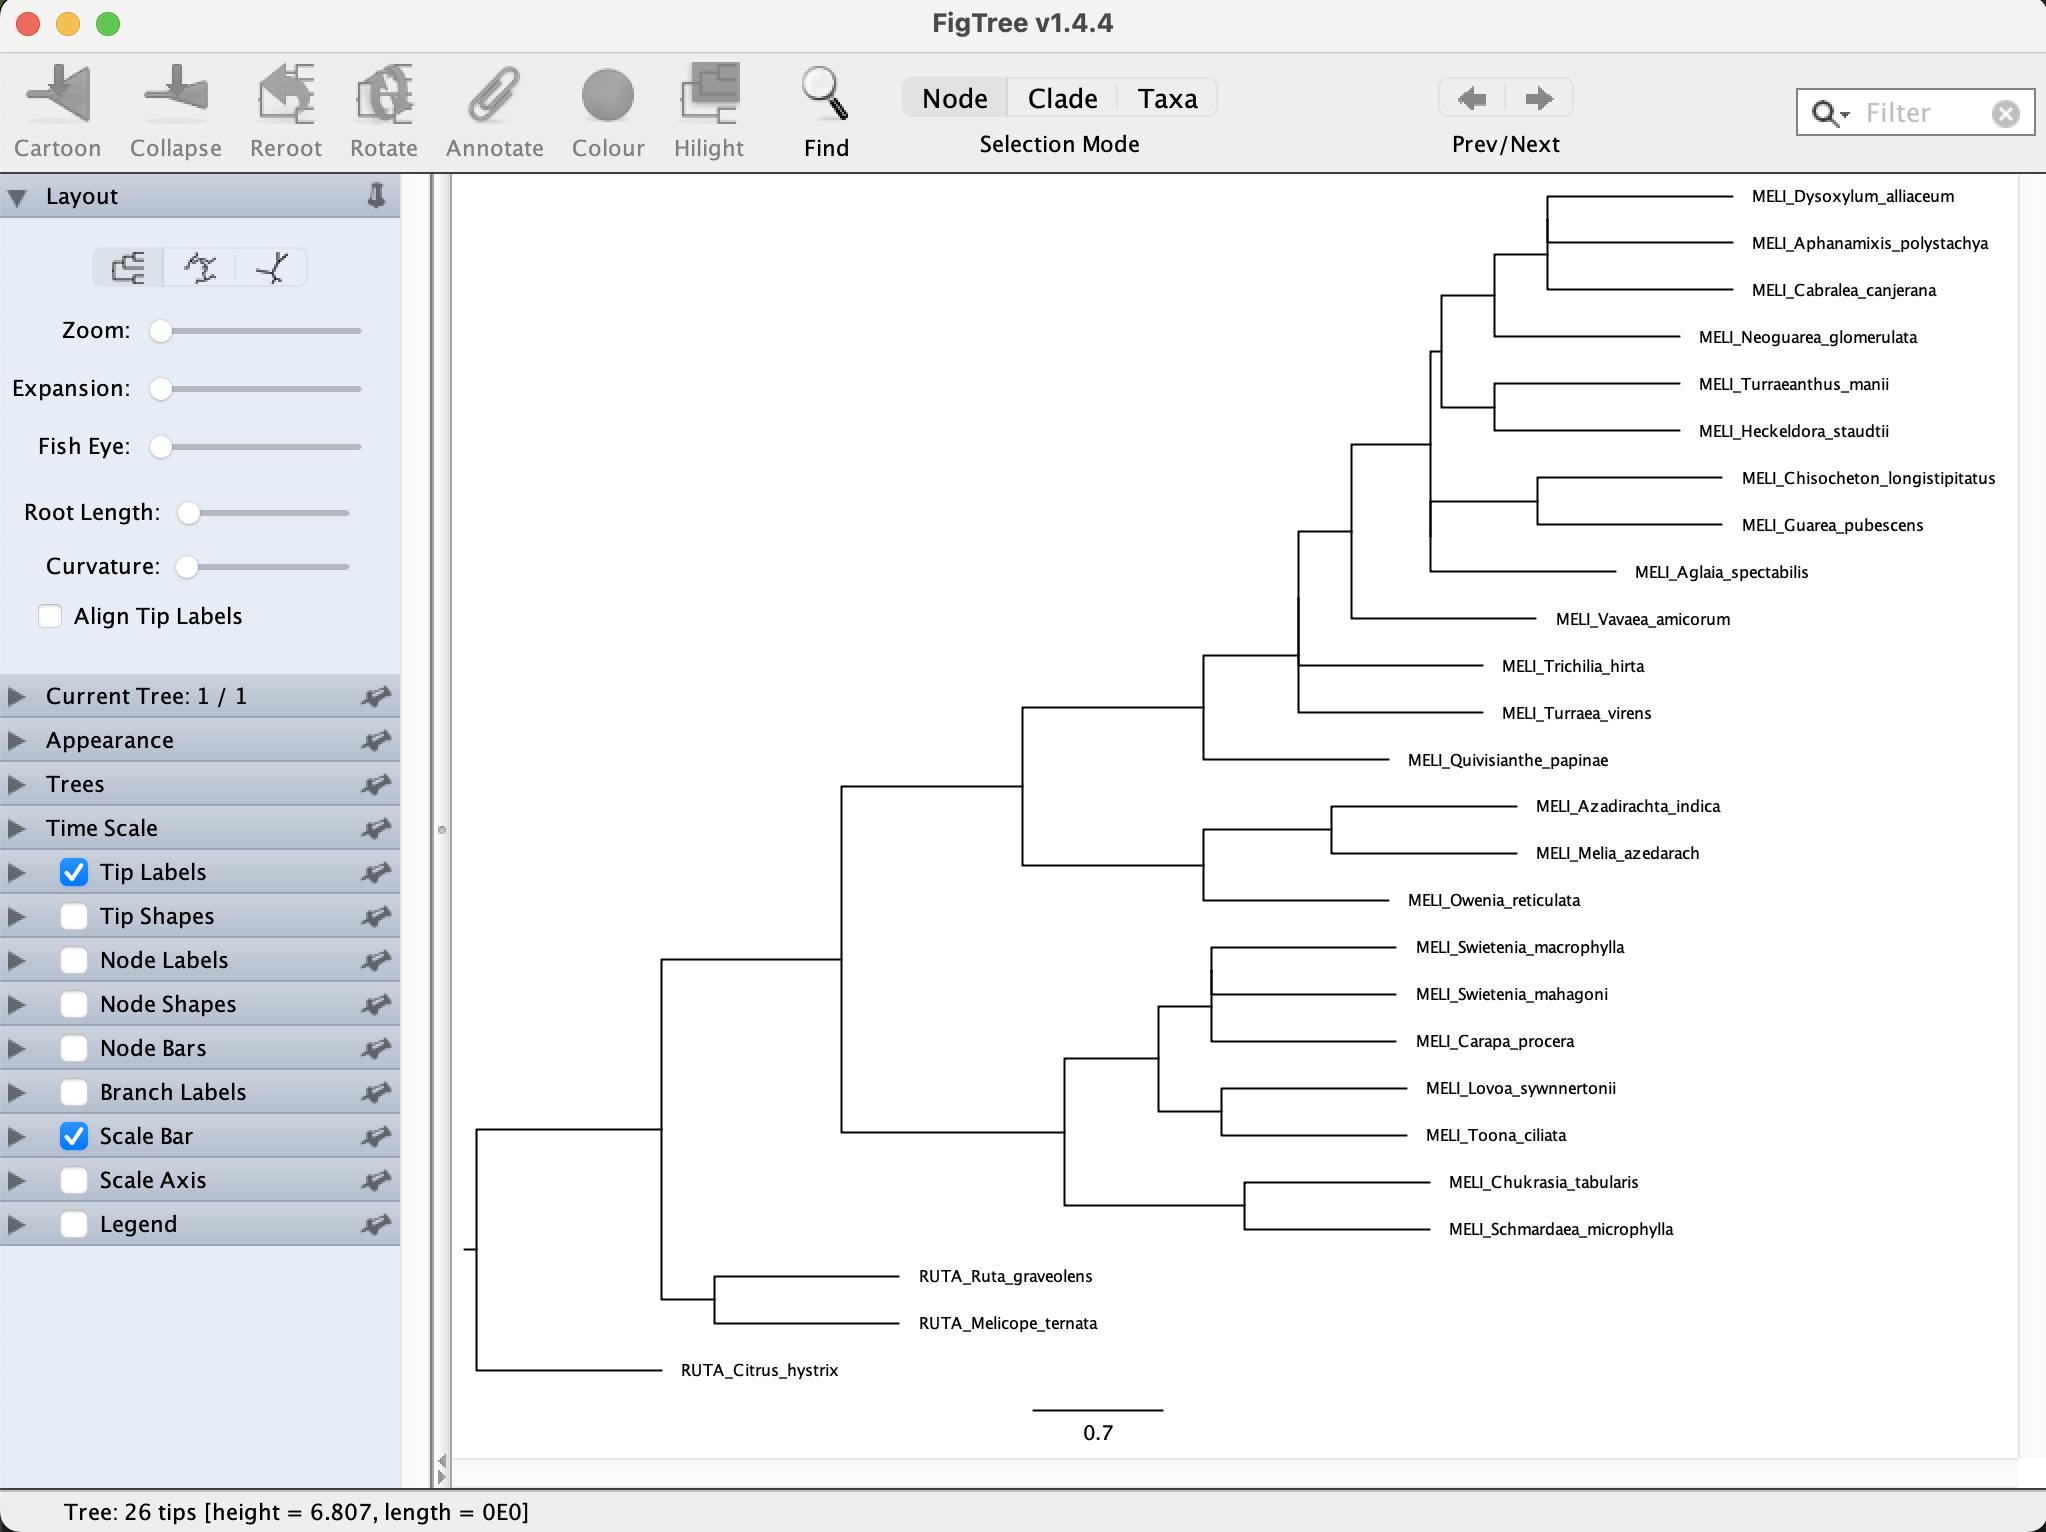 FigTree v1.4.4
Cartoon Collapse Reroot Rotate Annotate Colour Hilight Find
Node Clade Taxa
Selection Mode
Prev/Next
Filter
Layout
Zoom:
Expansion:
Fish Eye:
Root Length:
Curvature:
Align Tip Labels
Current Tree: 1 / 1
Appearance
Trees
Time Scale
Tip Labels
Tip Shapes
Node Labels
Node Shapes
Node Bars
Branch Labels
Scale Bar
Scale Axis
Legend
MELI_Dysoxylum_alliaceum
MELI_Aphanamixis_polystachya
MELI_Cabralea_canjerana
MELI_Neoguarea_glomerulata
MELI_Turraeanthus_manii
MELI_Heckeldora_staudtii
MELI_Chisocheton_longistipitatus
MELI_Guarea_pubescens
MELI_Aglaia_spectabilis
MELI_Vavaea_amicorum
MELI_Trichilia_hirta
MELI_Turraea_virens
MELI_Quivisianthe_papinae
MELI_Azadirachta_indica
MELI_Melia_azedarach
MELI_Owenia_reticulata
MELI_Swietenia_macrophylla
MELI_Swietenia_mahagoni
MELI_Carapa_procera
MELI_Lovoa_sywnnertonii
MELI_Toona_ciliata
MELI_Chukrasia_tabularis
MELI_Schmardaea_microphylla
RUTA_Ruta_graveolens
RUTA_Melicope_ternata
RUTA_Citrus_hystrix
0.7
Tree: 26 tips [height = 6.807, length = 0E0]